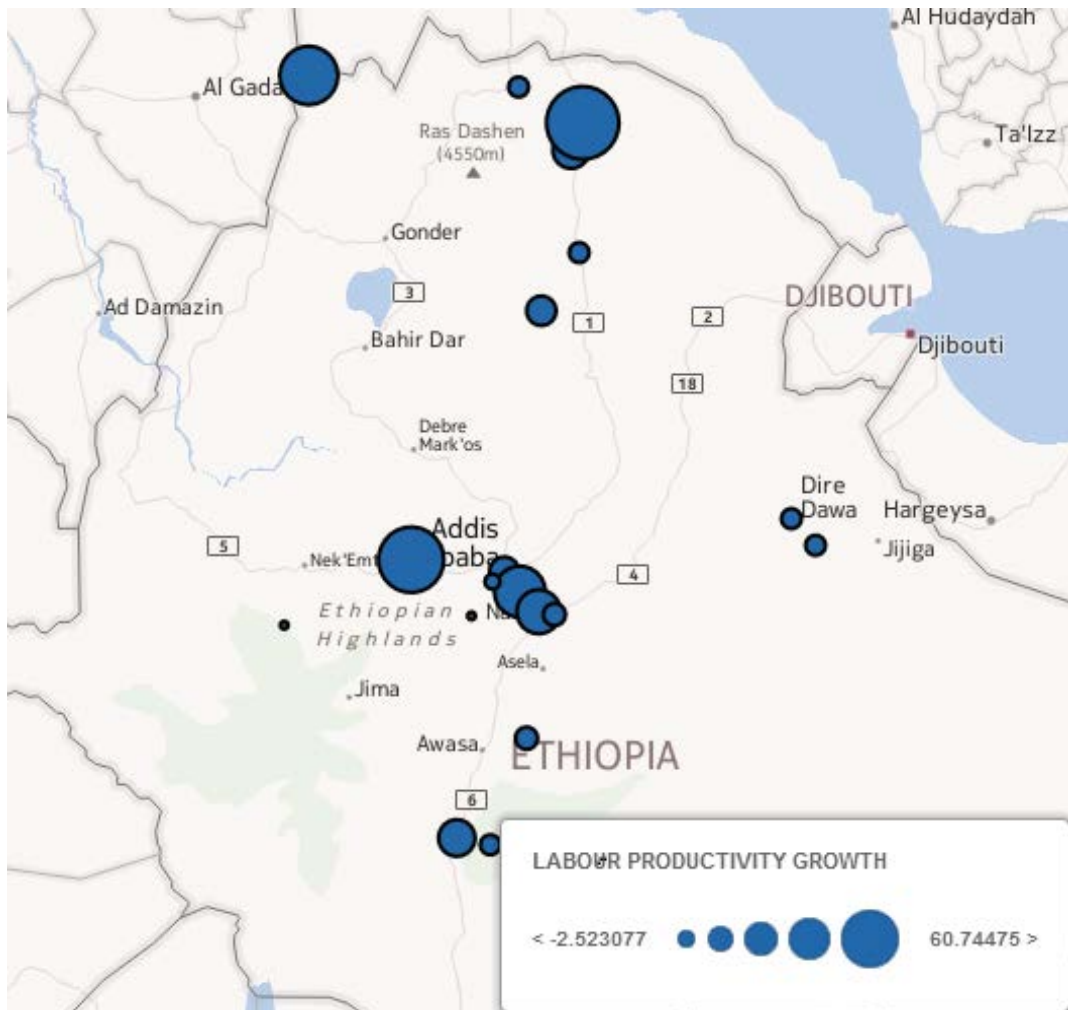 Al Hudaydah
Al Gada
Ta'Izz
Ras Dashen
(4550m)
Gonder
3
DJIBOUTI
Ad Damazin
1
2
Bahir Dar
Djibouti
18
Debre
Mark'os
Dire
Dawa
Hargeysa
Addis
baba
5
Jijiga
Nek'Emt
4
Ethiopian
Highlands
Na
Asela
Jima
Awasa
ETHIOPIA
6
LABOUR PRODUCTIVITY GROWTH
< -2.523077
60.74475 >